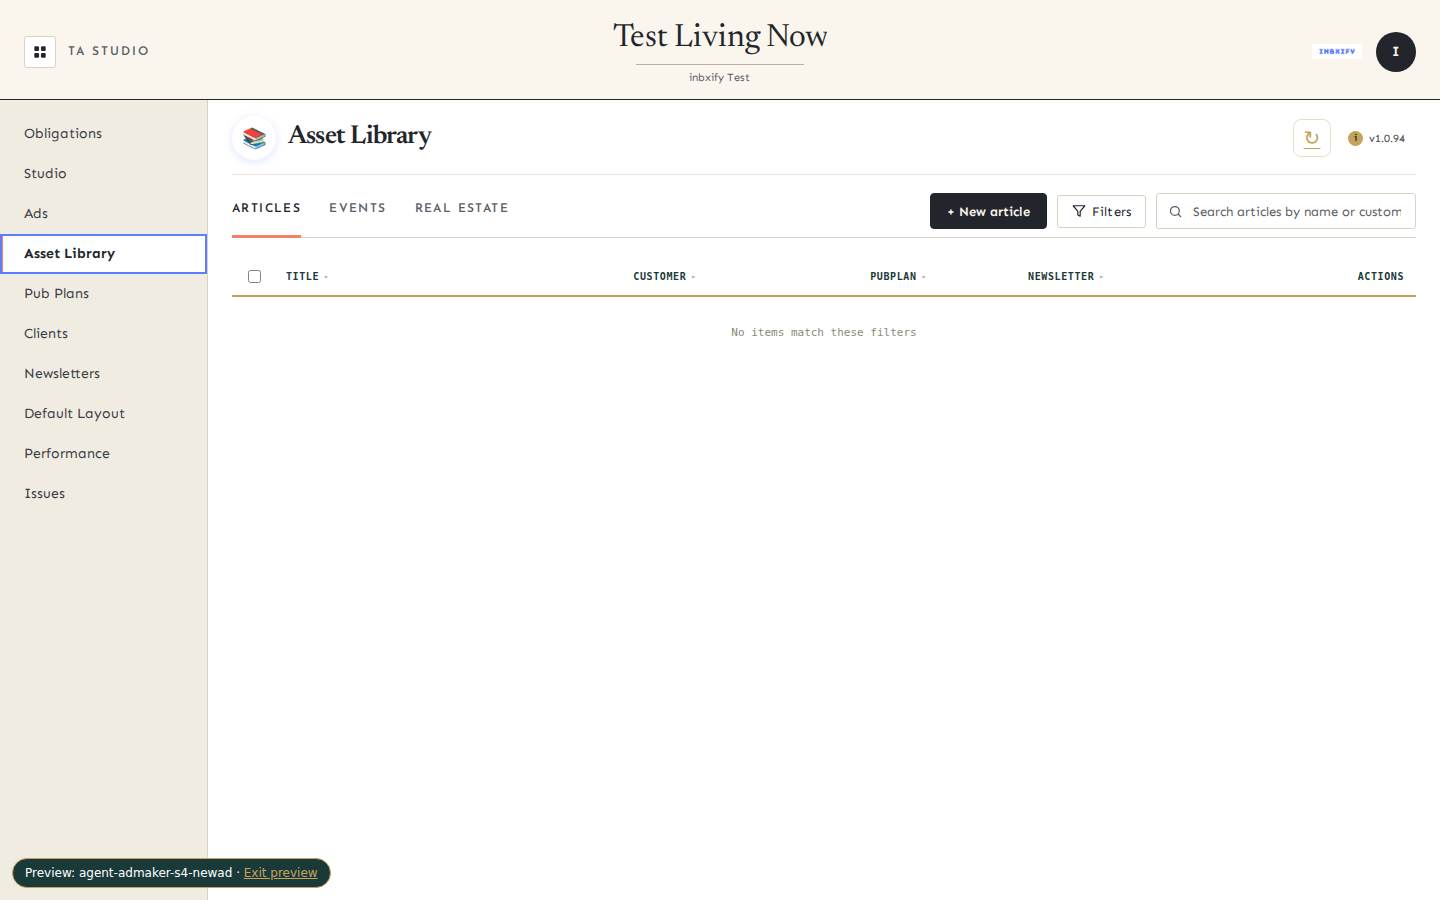 TA STUDIO
Test Living Now
inbxify Test
INBXIFY
I
Obligations
Studio
Ads
Asset Library
Pub Plans
Clients
Newsletters
Default Layout
Performance
Issues
Asset Library
↻
i v1.0.94
ARTICLES EVENTS REAL ESTATE
+ New article
Filters
Search articles by name or custom
TITLE CUSTOMER PUBPLAN NEWSLETTER ACTIONS
No items match these filters
Preview: agent-admaker-s4-newad · Exit preview